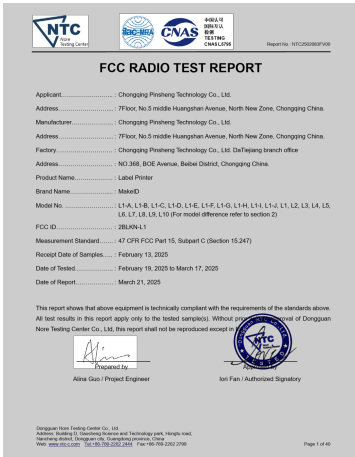 NTC
Nore
Testing Center
ilac-MRA
CNAS
中国认可
国际互认
检测
TESTING
CNAS L5795
Report No.: NTC2502093FV00
FCC RADIO TEST REPORT
Applicant : Chongqing Pinsheng Technology Co., Ltd.
Address : 7Floor, No.5 middle Huangshan Avenue, North New Zone, Chongqing China.
Manufacturer : Chongqing Pinsheng Technology Co., Ltd.
Address : 7Floor, No.5 middle Huangshan Avenue, North New Zone, Chongqing China.
Factory : Chongqing Pinsheng Technology Co., Ltd. DaTiejiang branch office
Address : NO.368, BOE Avenue, Beibei District, Chongqing China.
Product Name : Label Printer
Brand Name : MakeID
Model No. : L1-A, L1-B, L1-C, L1-D, L1-E, L1-F, L1-G, L1-H, L1-I, L1-J, L1, L2, L3, L4, L5,
L6, L7, L8, L9, L10 (For model difference refer to section 2)
FCC ID : 2BLKN-L1
Measurement Standard : 47 CFR FCC Part 15, Subpart C (Section 15.247)
Receipt Date of Samples : February 13, 2025
Date of Tested : February 19, 2025 to March 17, 2025
Date of Report : March 21, 2025
This report shows that above equipment is technically compliant with the requirements of the standards above.
All test results in this report apply only to the tested sample(s). Without prior NTC approval of Dongguan
Nore Testing Center Co., Ltd, this report shall not be reproduced except in
NTC
TESTED
Prepared by
Approved by
Alina Guo / Project Engineer
Iori Fan / Authorized Signatory
Dongguan Nore Testing Center Co., Ltd.
Address: Building D, Gaosheng Science and Technology park, Hongtu road,
Nancheng district, Dongguan city, Guangdong province, China
Web: www.ntc-c.com Tel:+86-769-2202 2444 Fax:+86-769-2202 2799
Page 1 of 40